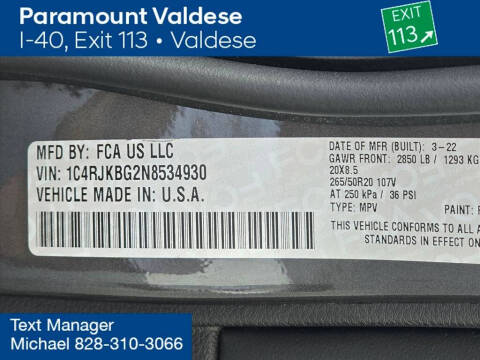 Paramount Valdese
I-40, Exit 113 • Valdese
EXIT
113
MFD BY: FCA US LLC
VIN: 1C4RJKBG2N8534930
VEHICLE MADE IN U.S.A.
DATE OF MFR (BUILT): 3-22
GAWR FRONT: 2850 LB / 1293 KG
20X8.5
265/50R20 107V
AT 250 kPa / 36 PSI
TYPE: MPV PAINT:
THIS VEHICLE CONFORMS TO A
STANDARDS IN EFFECT ON
Text Manager
Michael 828-310-3066